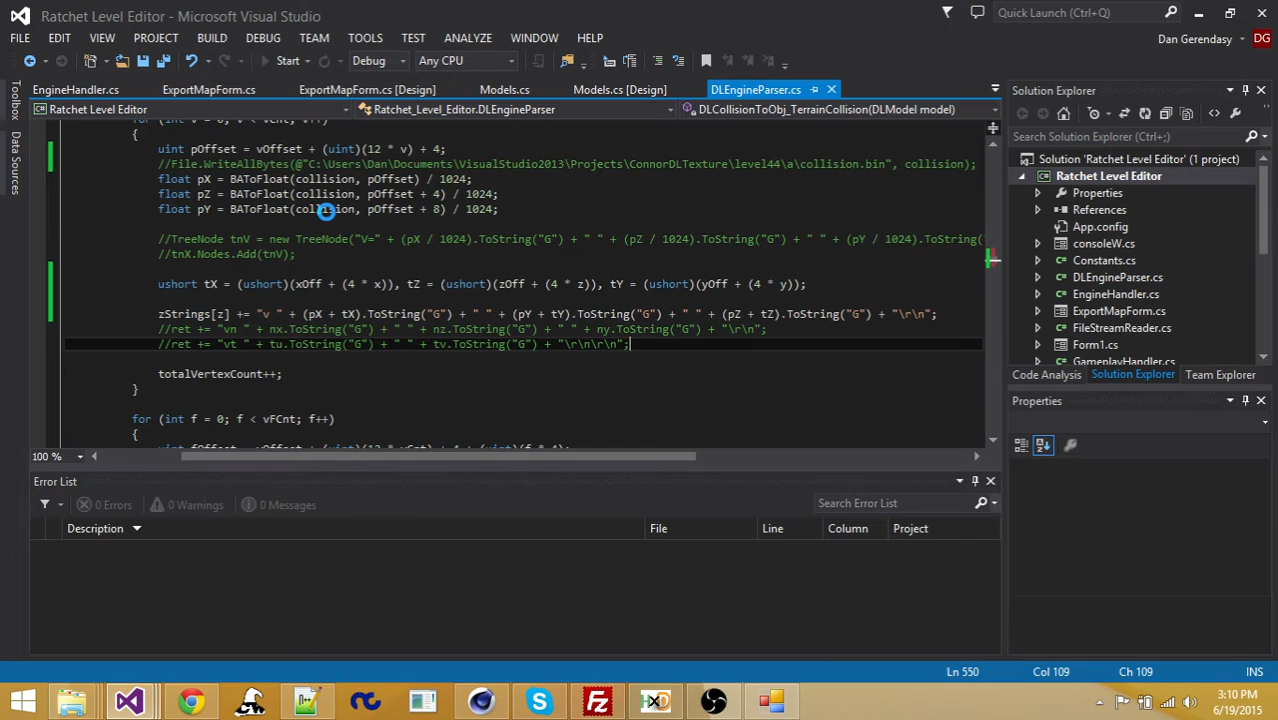 Ratchet Level Editor - Microsoft Visual Studio
Quick Launch (Ctrl+Q)
FILE EDIT VIEW PROJECT BUILD DEBUG TEAM TOOLS TEST ANALYZE WINDOW HELP
Dan Gerendasy DG
Start Debug Any CPU
Toolbox
Data Sources
EngineHandler.cs ExportMapForm.cs ExportMapForm.cs [Design] Models.cs Models.cs [Design] DLEngineParser.cs
Ratchet Level Editor Ratchet_Level_Editor.DLEngineParser DLCollisionToObj_TerrainCollision(DLModel model)
{
uint pOffset = vOffset + (uint)(12 * v) + 4;
//File.WriteAllBytes(@"C:\Users\Dan\Documents\VisualStudio2013\Projects\ConnorDLTexture\level44\a\collision.bin", collision);
float pX = BAToFloat(collision, pOffset) / 1024;
float pZ = BAToFloat(collision, pOffset + 4) / 1024;
float pY = BAToFloat(collision, pOffset + 8) / 1024;
//TreeNode tnV = new TreeNode("V=" + (pX / 1024).ToString("G") + " " + (pZ / 1024).ToString("G") + " " + (pY / 1024).ToString("G")
//tnX.Nodes.Add(tnV);
ushort tX = (ushort)(xOff + (4 * x)), tZ = (ushort)(zOff + (4 * z)), tY = (ushort)(yOff + (4 * y));
zStrings[z] += "v " + (pX + tX).ToString("G") + " " + (pY + tY).ToString("G") + " " + (pZ + tZ).ToString("G") + "\r\n";
//ret += "vn " + nx.ToString("G") + " " + nz.ToString("G") + " " + ny.ToString("G") + "\r\n";
//ret += "vt " + tu.ToString("G") + " " + tv.ToString("G") + "\r\n\r\n";
totalVertexCount++;
}
for (int f = 0; f < vFCnt; f++)
{
100 %
Error List
0 Errors 0 Warnings 0 Messages
Search Error List
Description File Line Column Project
Solution Explorer
Search Solution Explorer (Ctrl+;)
Solution 'Ratchet Level Editor' (1 project)
Ratchet Level Editor
Properties
References
App.config
consoleW.cs
Constants.cs
DLEngineParser.cs
EngineHandler.cs
ExportMapForm.cs
FileStreamReader.cs
Form1.cs
GameplayHandler.cs
Code Analysis Solution Explorer Team Explorer
Properties
Ln 550 Col 109 Ch 109 INS
3:10 PM
6/19/2015